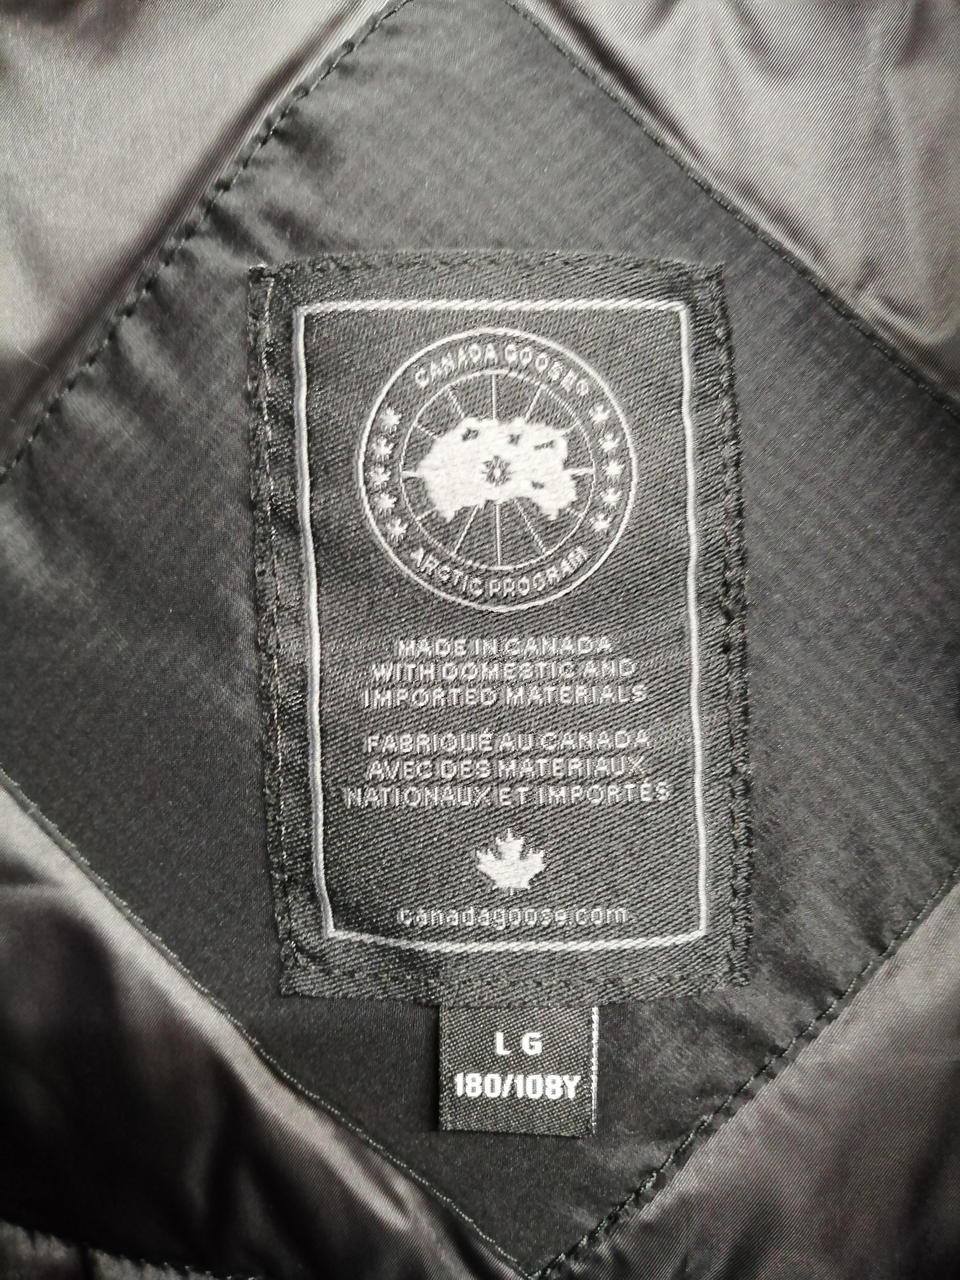 CANADA GOOSE®
ARCTIC PROGRAM
MADE IN CANADA
WITH DOMESTIC AND
IMPORTED MATERIALS
FABRIQUÉ AU CANADA
AVEC DES MATERIAUX
NATIONAUX ET IMPORTÉS
canadagoose.com
LG
180/108Y